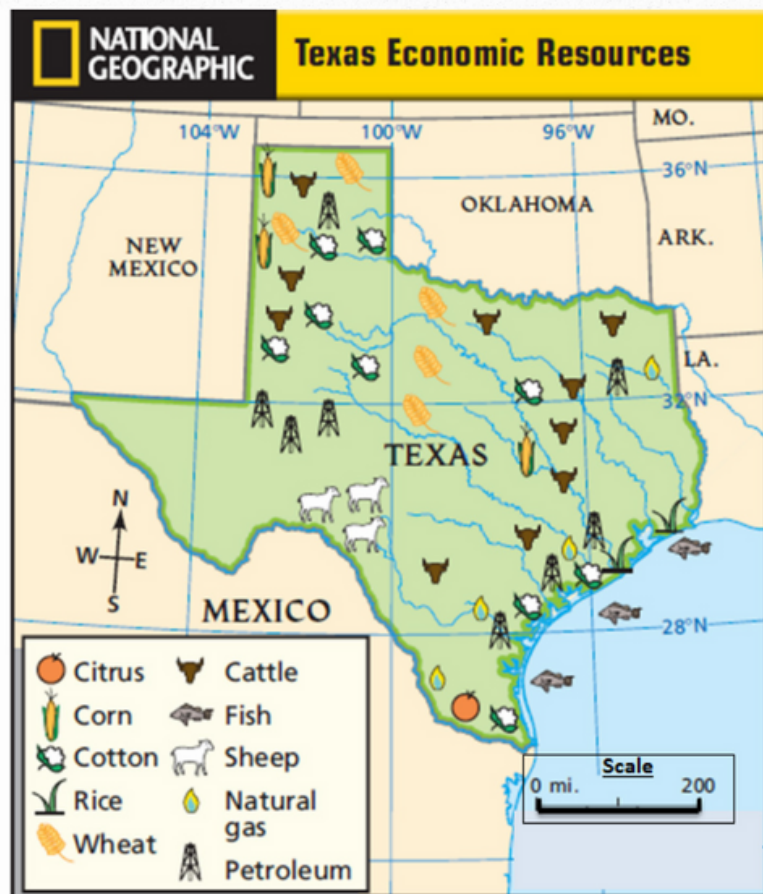 NATIONAL
GEOGRAPHIC
Texas Economic Resources
104°W
100°W
96°W
MO.
36°N
OKLAHOMA
ARK.
NEW
MEXICO
LA.
32°N
TEXAS
N
W
E
S
MEXICO
28°N
Citrus
Cattle
Corn
Fish
Cotton
Sheep
Rice
Natural
gas
Wheat
Petroleum
Scale
0 mi.
200